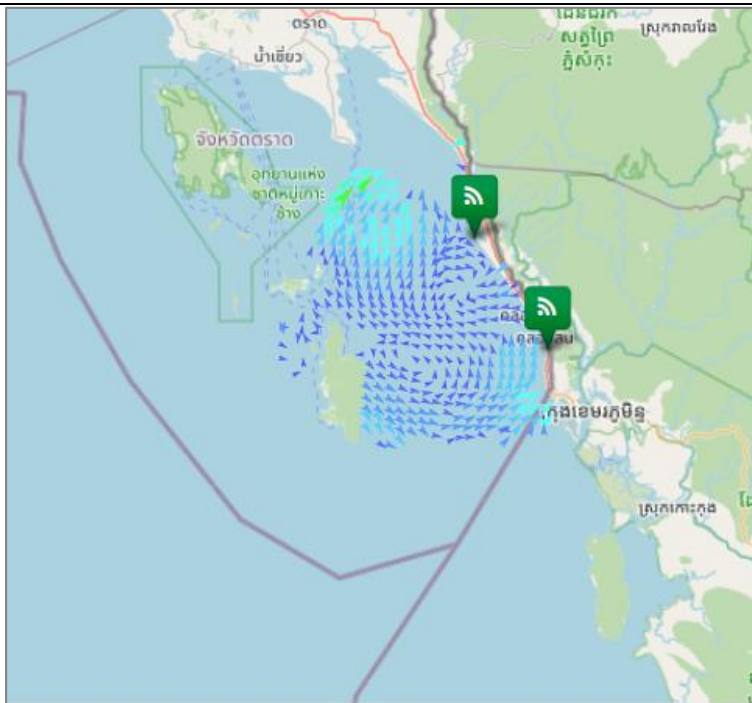 ตราด
น้ำเชี่ยว
จังหวัดตราด
อุทยานแห่ง
ชาติหมู่เกาะ
ช้าง
ស្រុកវាលវែង
សត្វព្រៃ
ភ្នំសំកុះ
ក្រុងខេមរភូមិន្ទ
ស្រុកកោះកុង